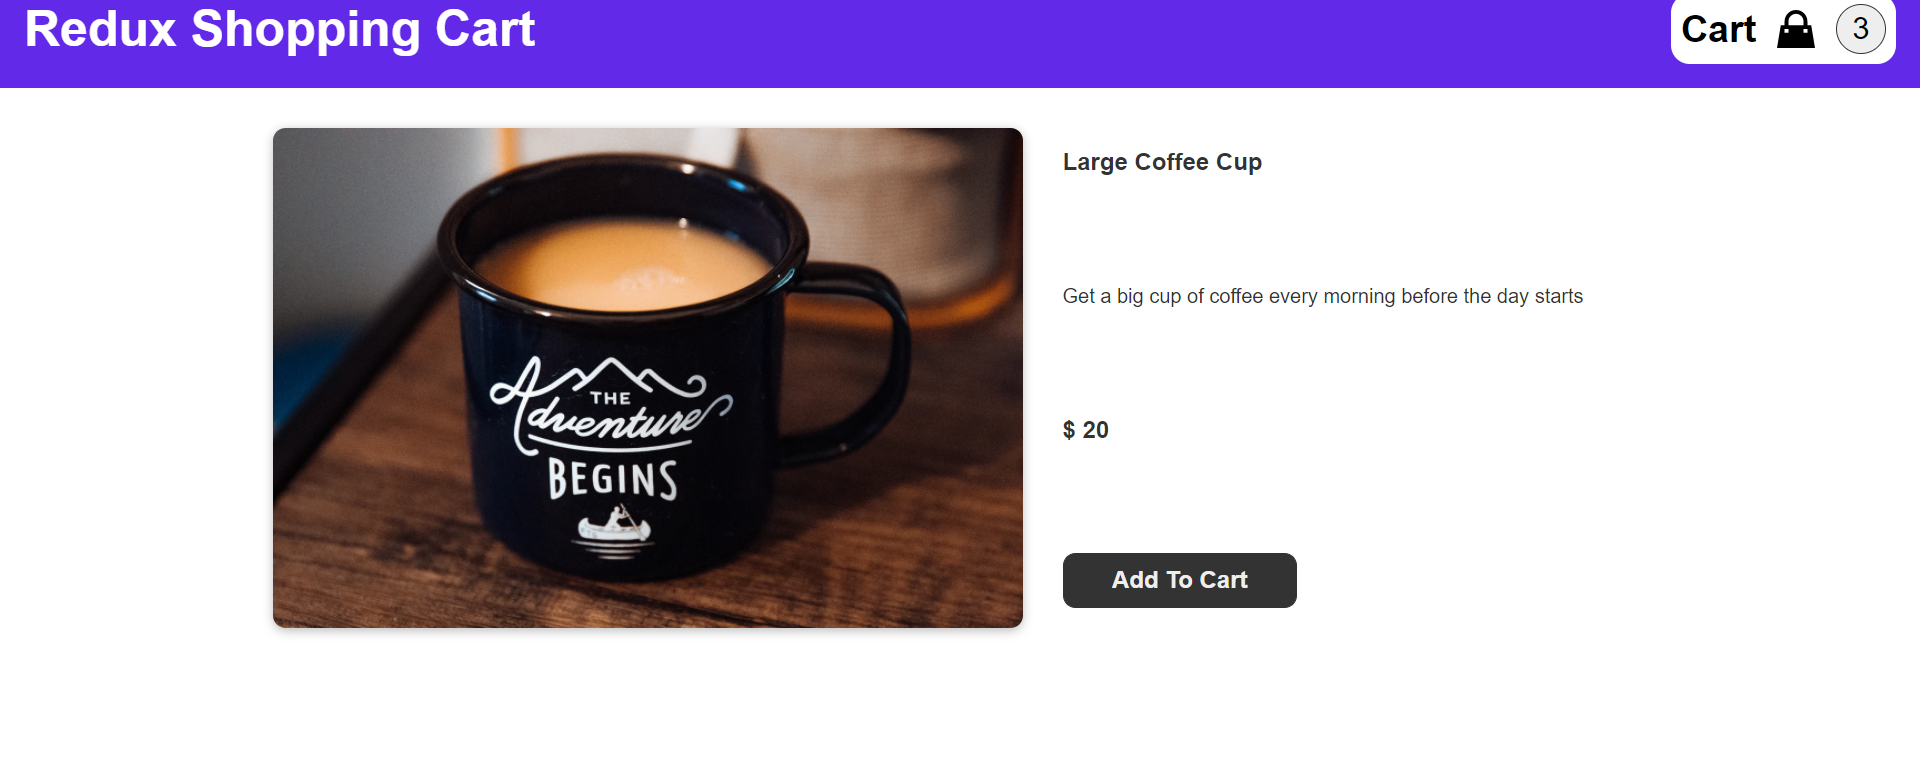 Redux Shopping Cart
Cart 3
THE
Adventure
BEGINS
Large Coffee Cup
Get a big cup of coffee every morning before the day starts
$ 20
Add To Cart